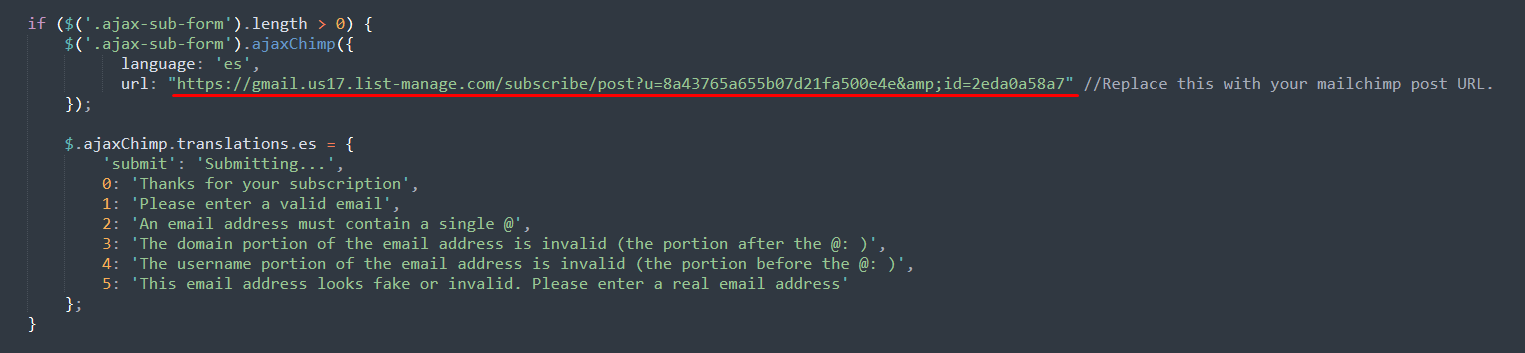 if ($('.ajax-sub-form').length > 0) {
    $('.ajax-sub-form').ajaxChimp({
          language: 'es',
          url: "https://gmail.us17.list-manage.com/subscribe/post?u=8a43765a655b07d21fa500e4e&amp;id=2eda0a58a7" //Replace this with your mailchimp post URL.
    });
    $.ajaxChimp.translations.es = {
        'submit': 'Submitting...',
        0: 'Thanks for your subscription',
        1: 'Please enter a valid email',
        2: 'An email address must contain a single @',
        3: 'The domain portion of the email address is invalid (the portion after the @: )',
        4: 'The username portion of the email address is invalid (the portion before the @: )',
        5: 'This email address looks fake or invalid. Please enter a real email address'
    };
}